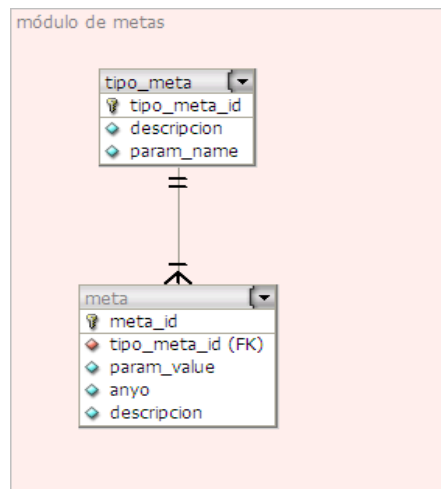 módulo de metas
tipo_meta
tipo_meta_id
descripcion
param_name
meta
meta_id
tipo_meta_id (FK)
param_value
anyo
descripcion